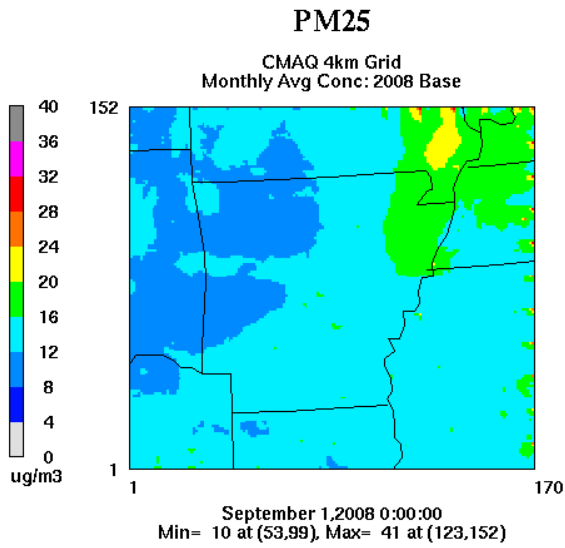 PM25
CMAQ 4km Grid
Monthly Avg Conc: 2008 Base
40
36
32
28
24
20
16
12
8
4
0
ug/m3
152
1
1
170
September 1,2008 0:00:00
Min= 10 at (53,99), Max= 41 at (123,152)